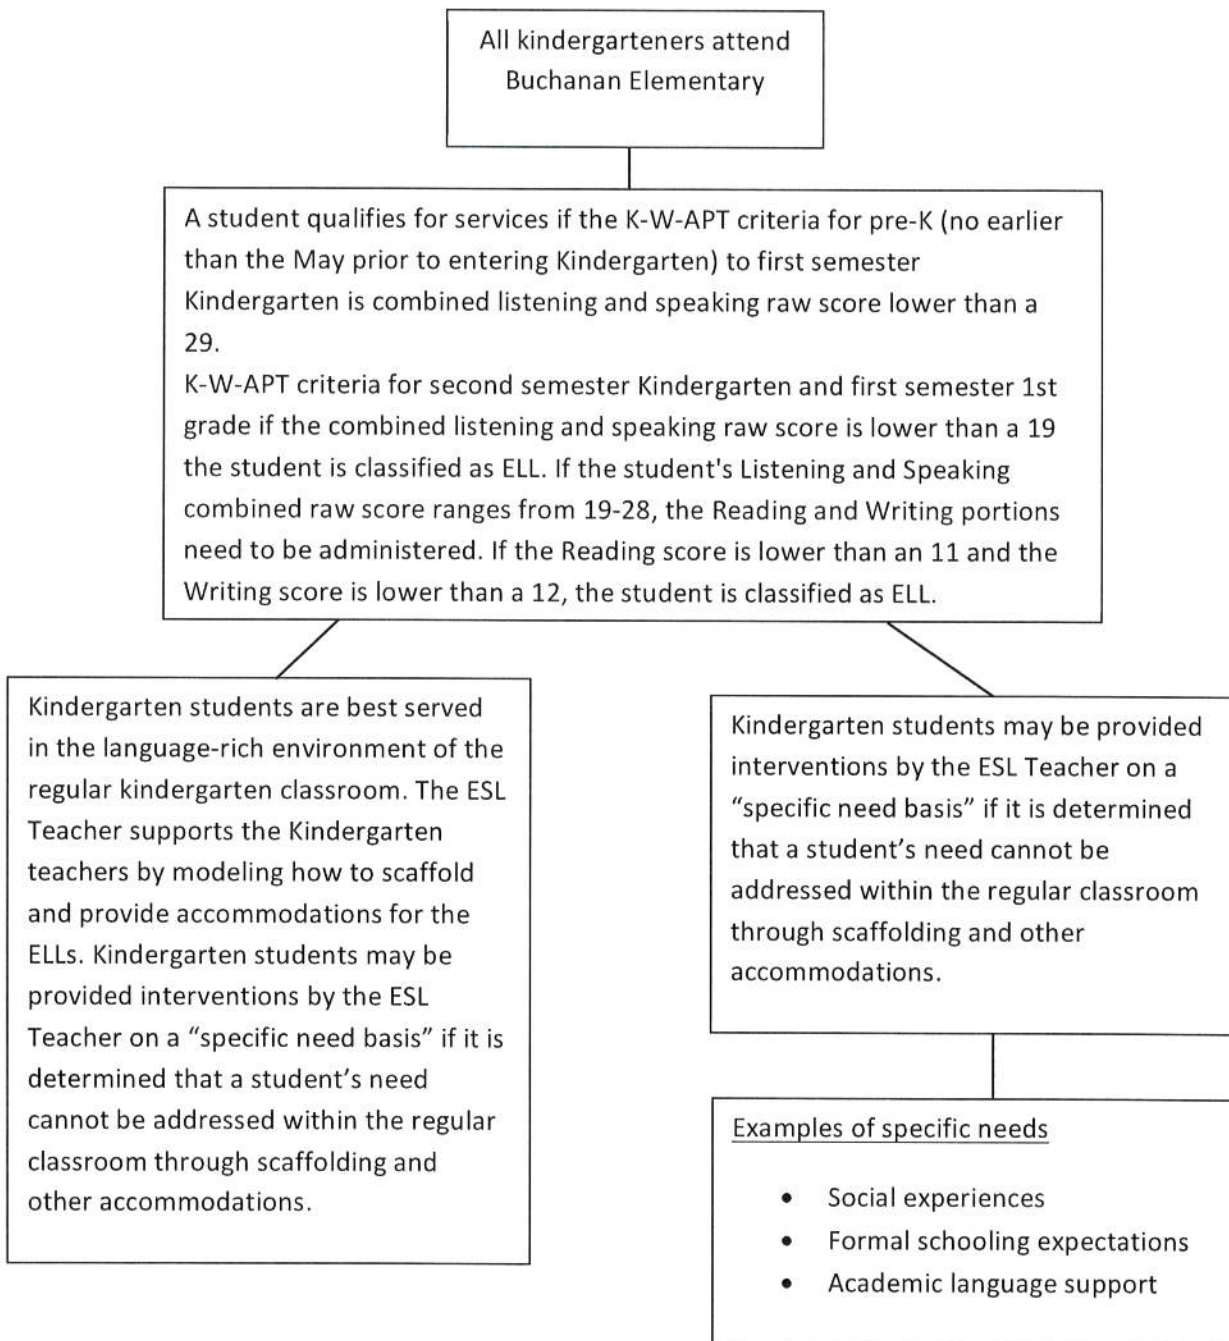 All kindergarteners attend
Buchanan Elementary
A student qualifies for services if the K-W-APT criteria for pre-K (no earlier
than the May prior to entering Kindergarten) to first semester
Kindergarten is combined listening and speaking raw score lower than a
29.
K-W-APT criteria for second semester Kindergarten and first semester 1st
grade if the combined listening and speaking raw score is lower than a 19
the student is classified as ELL. If the student's Listening and Speaking
combined raw score ranges from 19-28, the Reading and Writing portions
need to be administered. If the Reading score is lower than an 11 and the
Writing score is lower than a 12, the student is classified as ELL.
Kindergarten students are best served
in the language-rich environment of the
regular kindergarten classroom. The ESL
Teacher supports the Kindergarten
teachers by modeling how to scaffold
and provide accommodations for the
ELLs. Kindergarten students may be
provided interventions by the ESL
Teacher on a “specific need basis” if it is
determined that a student’s need
cannot be addressed within the regular
classroom through scaffolding and
other accommodations.
Kindergarten students may be provided
interventions by the ESL Teacher on a
“specific need basis” if it is determined
that a student’s need cannot be
addressed within the regular classroom
through scaffolding and other
accommodations.
Examples of specific needs
• Social experiences
• Formal schooling expectations
• Academic language support